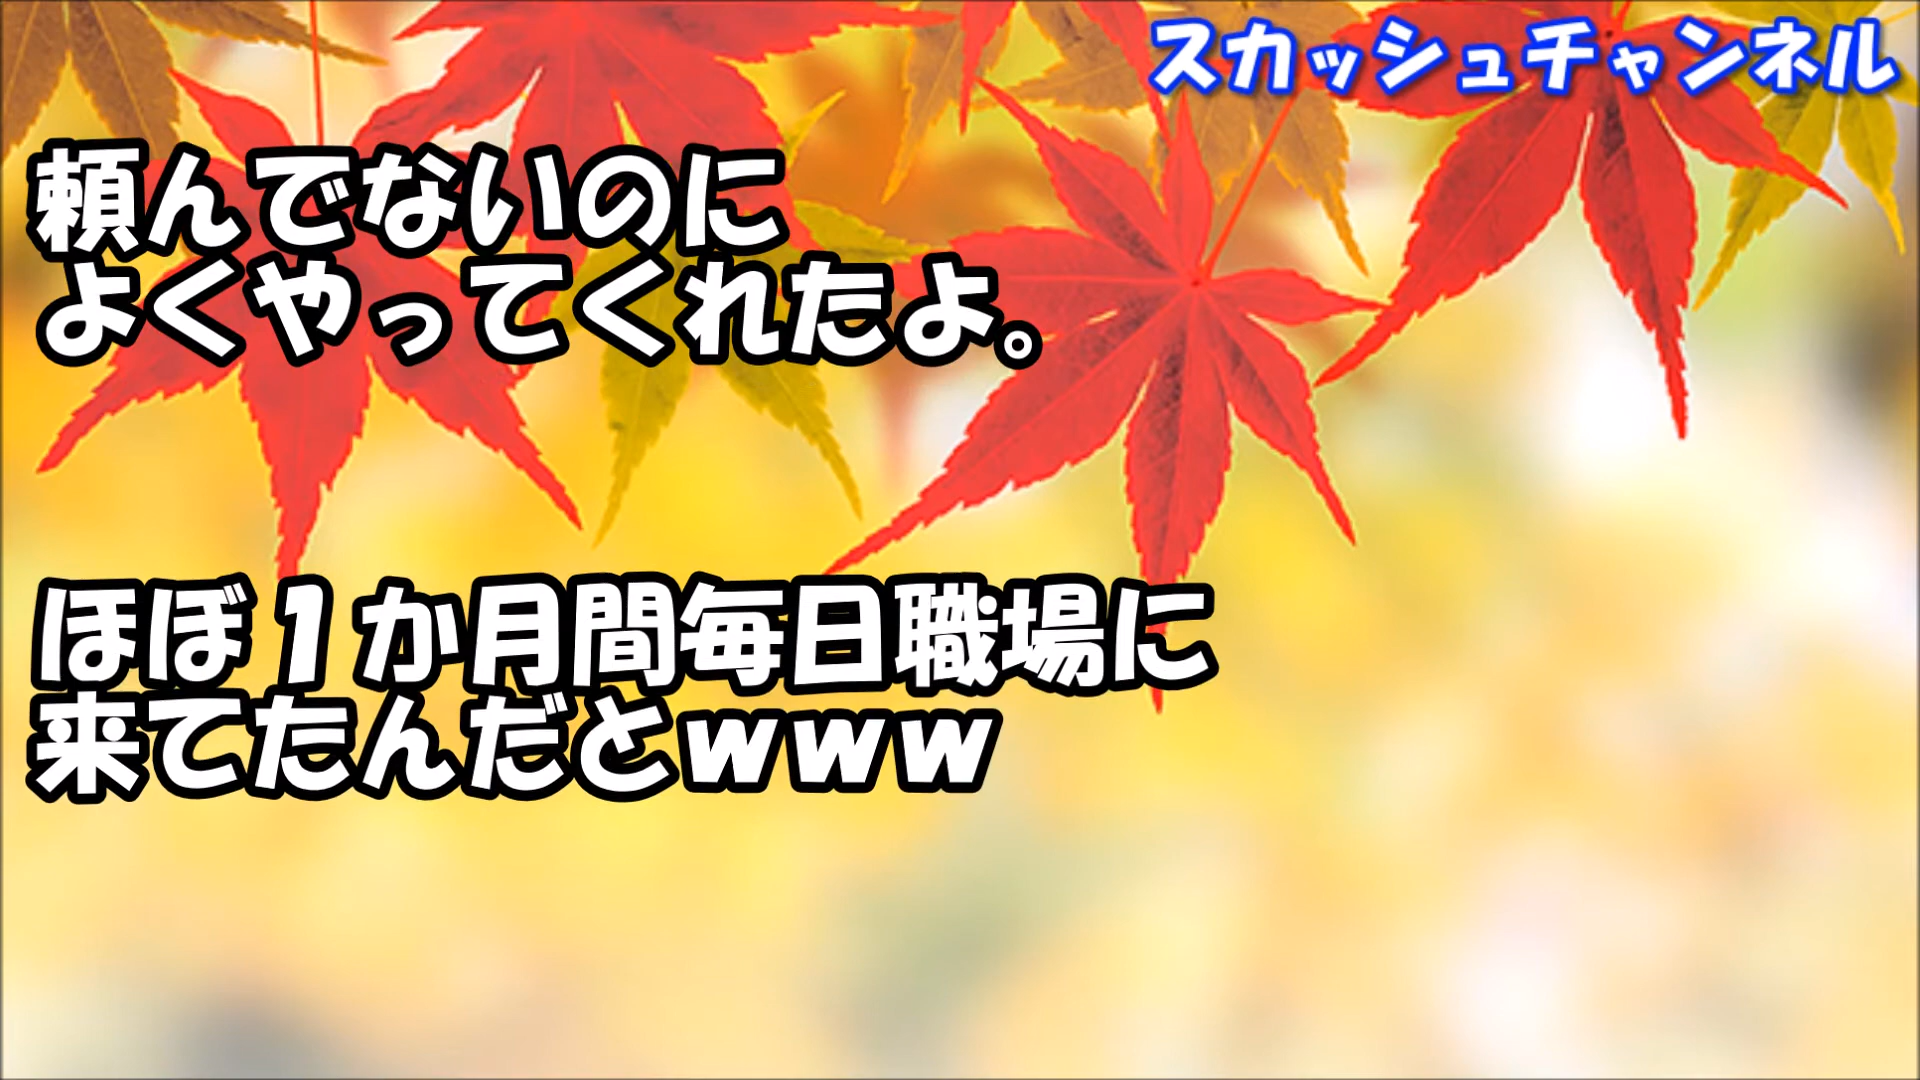 スカッシュチャンネル
頼んでないのに
よくやってくれたよ。
ほぼ１か月間毎日職場に
来てたんだとｗｗｗ